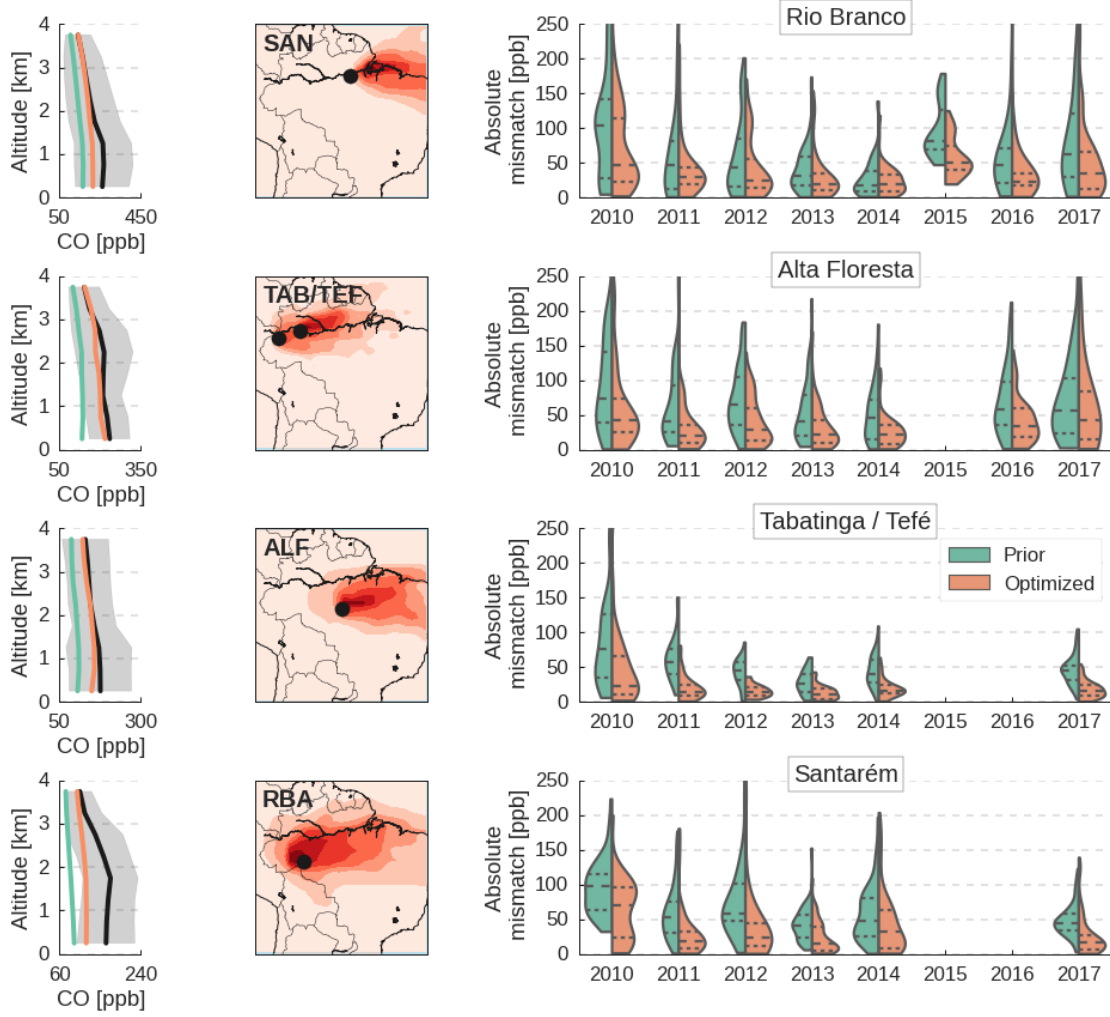 4
3
2
1
0
Altitude [km]
50 450
CO [ppb]
SAN
Rio Branco
Absolute
mismatch [ppb]
250
200
150
100
50
0
2010 2011 2012 2013 2014 2015 2016 2017
4
3
2
1
0
Altitude [km]
50 350
CO [ppb]
TAB/TEF
Alta Floresta
Absolute
mismatch [ppb]
250
200
150
100
50
0
2010 2011 2012 2013 2014 2015 2016 2017
4
3
2
1
0
Altitude [km]
50 300
CO [ppb]
ALF
Tabatinga / Tefé
Prior
Optimized
Absolute
mismatch [ppb]
250
200
150
100
50
0
2010 2011 2012 2013 2014 2015 2016 2017
4
3
2
1
0
Altitude [km]
60 240
CO [ppb]
RBA
Santarém
Absolute
mismatch [ppb]
250
200
150
100
50
0
2010 2011 2012 2013 2014 2015 2016 2017